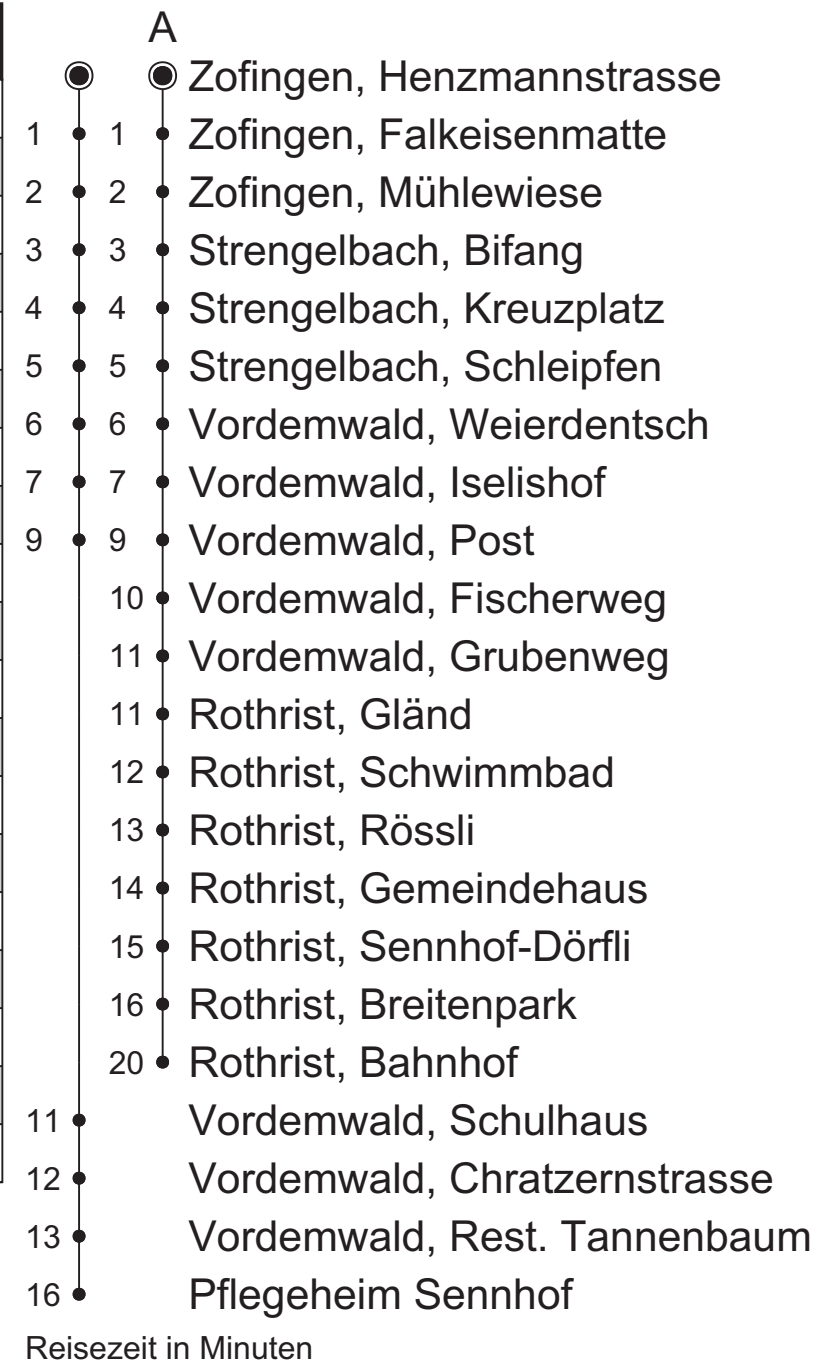 A
Zofingen, Henzmannstrasse
1 1 Zofingen, Falkeisenmatte
2 2 Zofingen, Mühlewiese
3 3 Strengelbach, Bifang
4 4 Strengelbach, Kreuzplatz
5 5 Strengelbach, Schleipfen
6 6 Vordemwald, Weierdentsch
7 7 Vordemwald, Iselishof
9 9 Vordemwald, Post
10 Vordemwald, Fischerweg
11 Vordemwald, Grubenweg
11 Rothrist, Gländ
12 Rothrist, Schwimmbad
13 Rothrist, Rössli
14 Rothrist, Gemeindehaus
15 Rothrist, Sennhof-Dörfli
16 Rothrist, Breitenpark
20 Rothrist, Bahnhof
11 Vordemwald, Schulhaus
12 Vordemwald, Chratzernstrasse
13 Vordemwald, Rest. Tannenbaum
16 Pflegeheim Sennhof
Reisezeit in Minuten